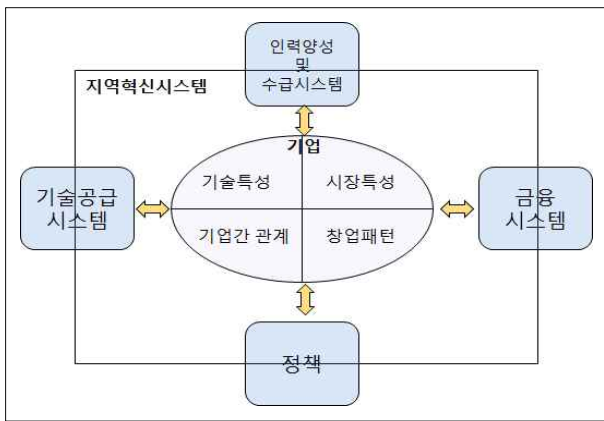 인력양성
및
수급시스템
지역혁신시스템
기업
기술특성
시장특성
기술공급
시스템
금융
시스템
기업간 관계
창업패턴
정책